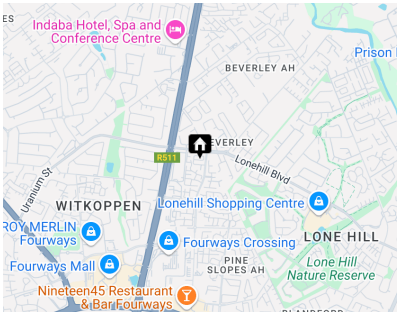 Indaba Hotel, Spa and
Conference Centre
Prison
BEVERLEY AH
BEVERLEY
R511
Lonehill Blvd
Uranium St
WITKOPPEN
Lonehill Shopping Centre
ROY MERLIN
Fourways
Fourways Crossing
LONE HILL
Fourways Mall
PINE
SLOPES AH
Lone Hill
Nature Reserve
Nineteen45 Restaurant
& Bar Fourways